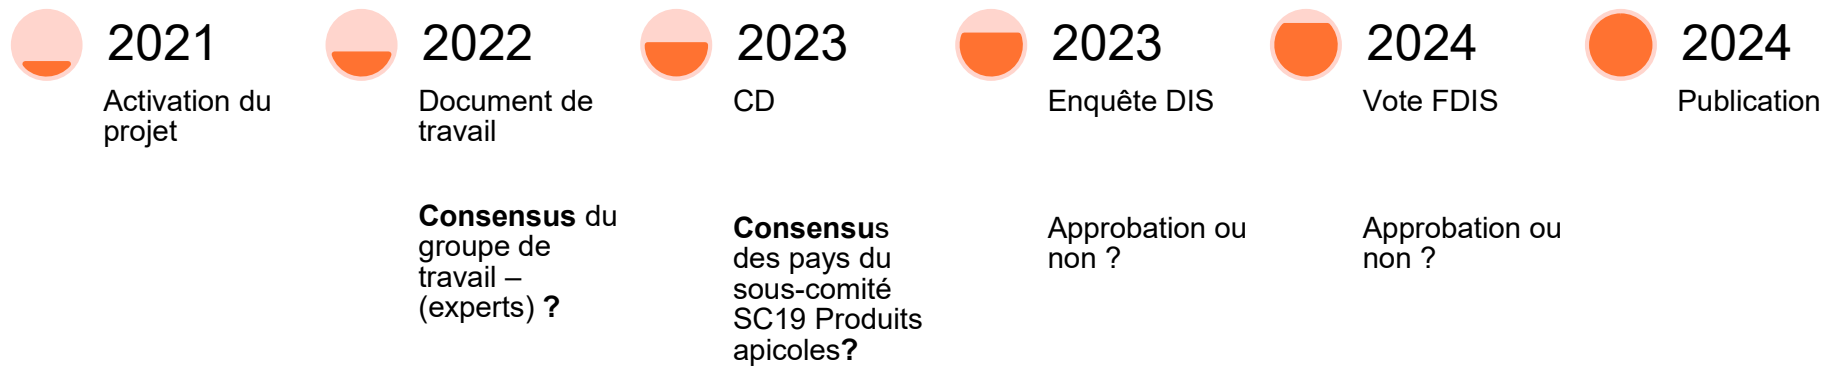 2021
Activation du
projet
2022
Document de
travail
Consensus du
groupe de
travail –
(experts) ?
2023
CD
Consensus
des pays du
sous-comité
SC19 Produits
apicoles?
2023
Enquête DIS
Approbation ou
non ?
2024
Vote FDIS
Approbation ou
non ?
2024
Publication